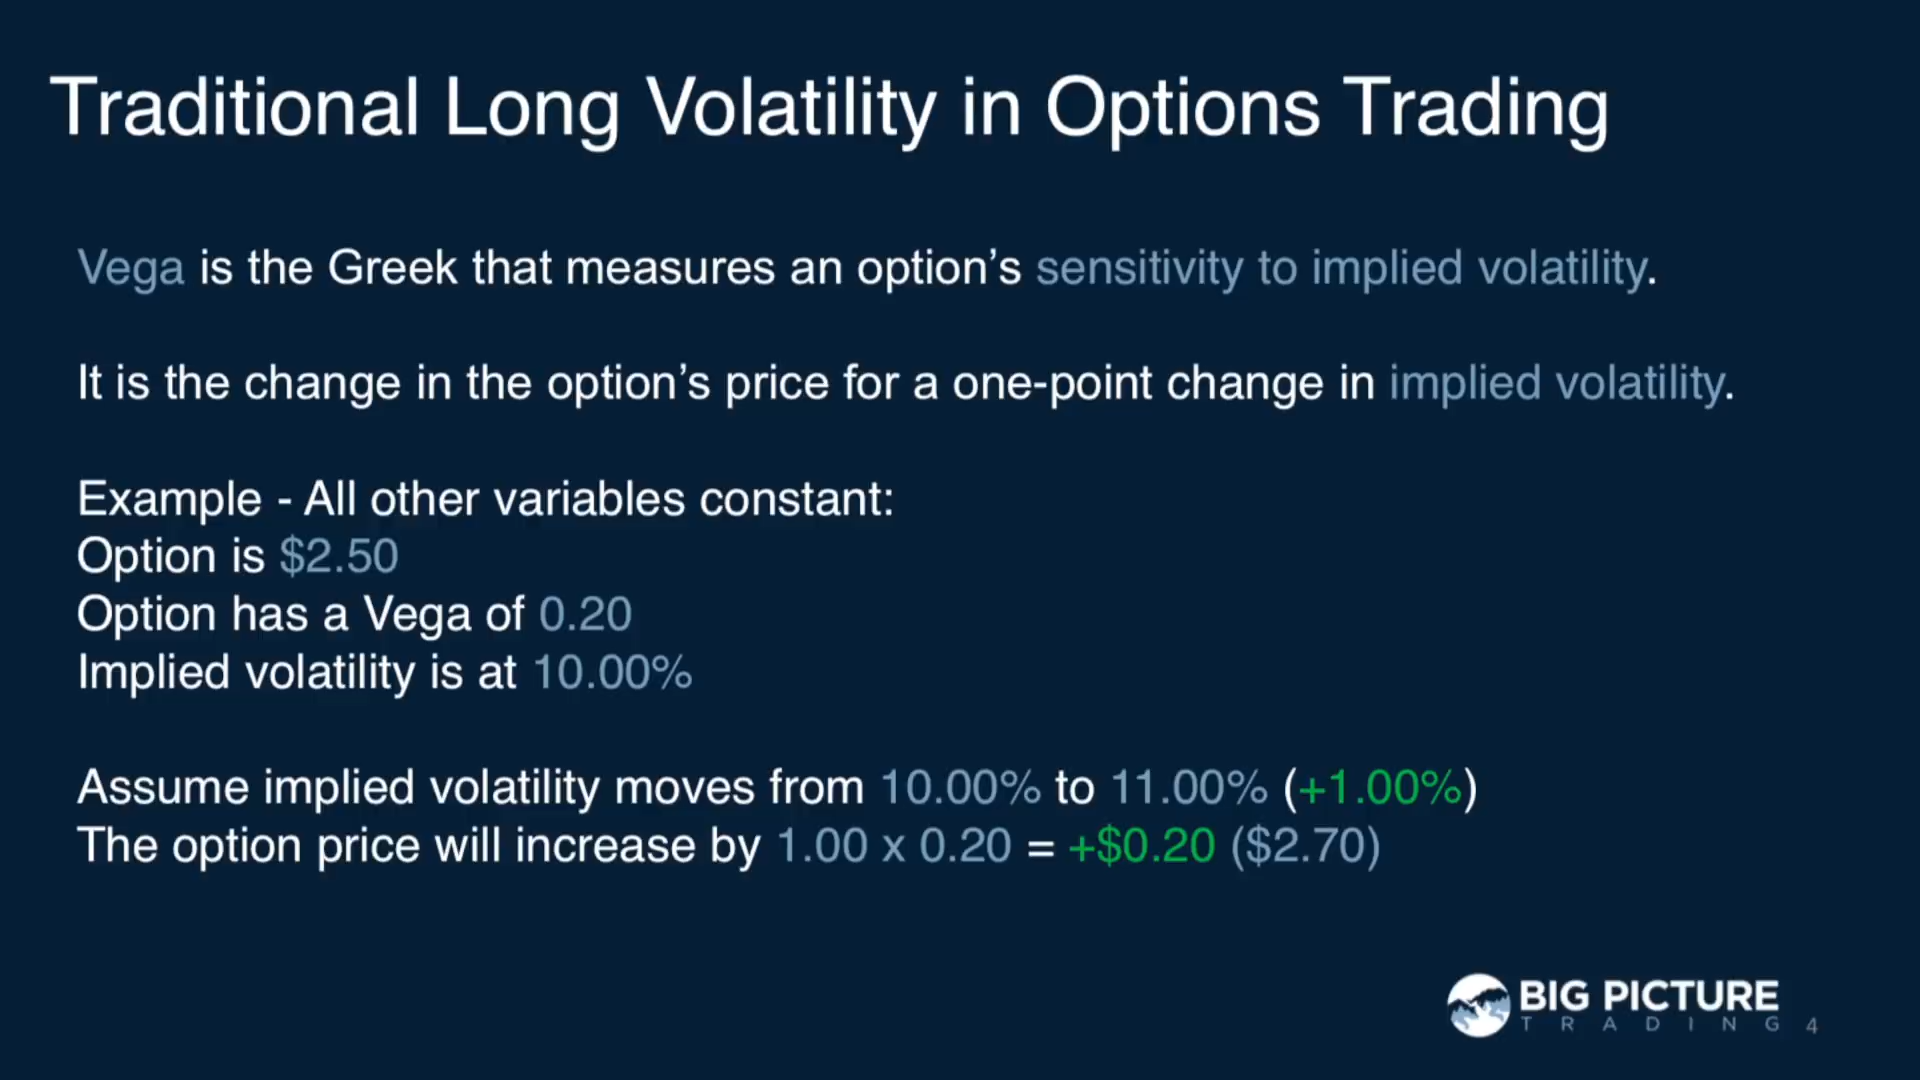 Traditional Long Volatility in Options Trading
Vega is the Greek that measures an option’s sensitivity to implied volatility.
It is the change in the option’s price for a one-point change in implied volatility.
Example - All other variables constant:
Option is $2.50
Option has a Vega of 0.20
Implied volatility is at 10.00%
Assume implied volatility moves from 10.00% to 11.00% (+1.00%)
The option price will increase by 1.00 x 0.20 = +$0.20 ($2.70)
BIG PICTURE
TRADING 4